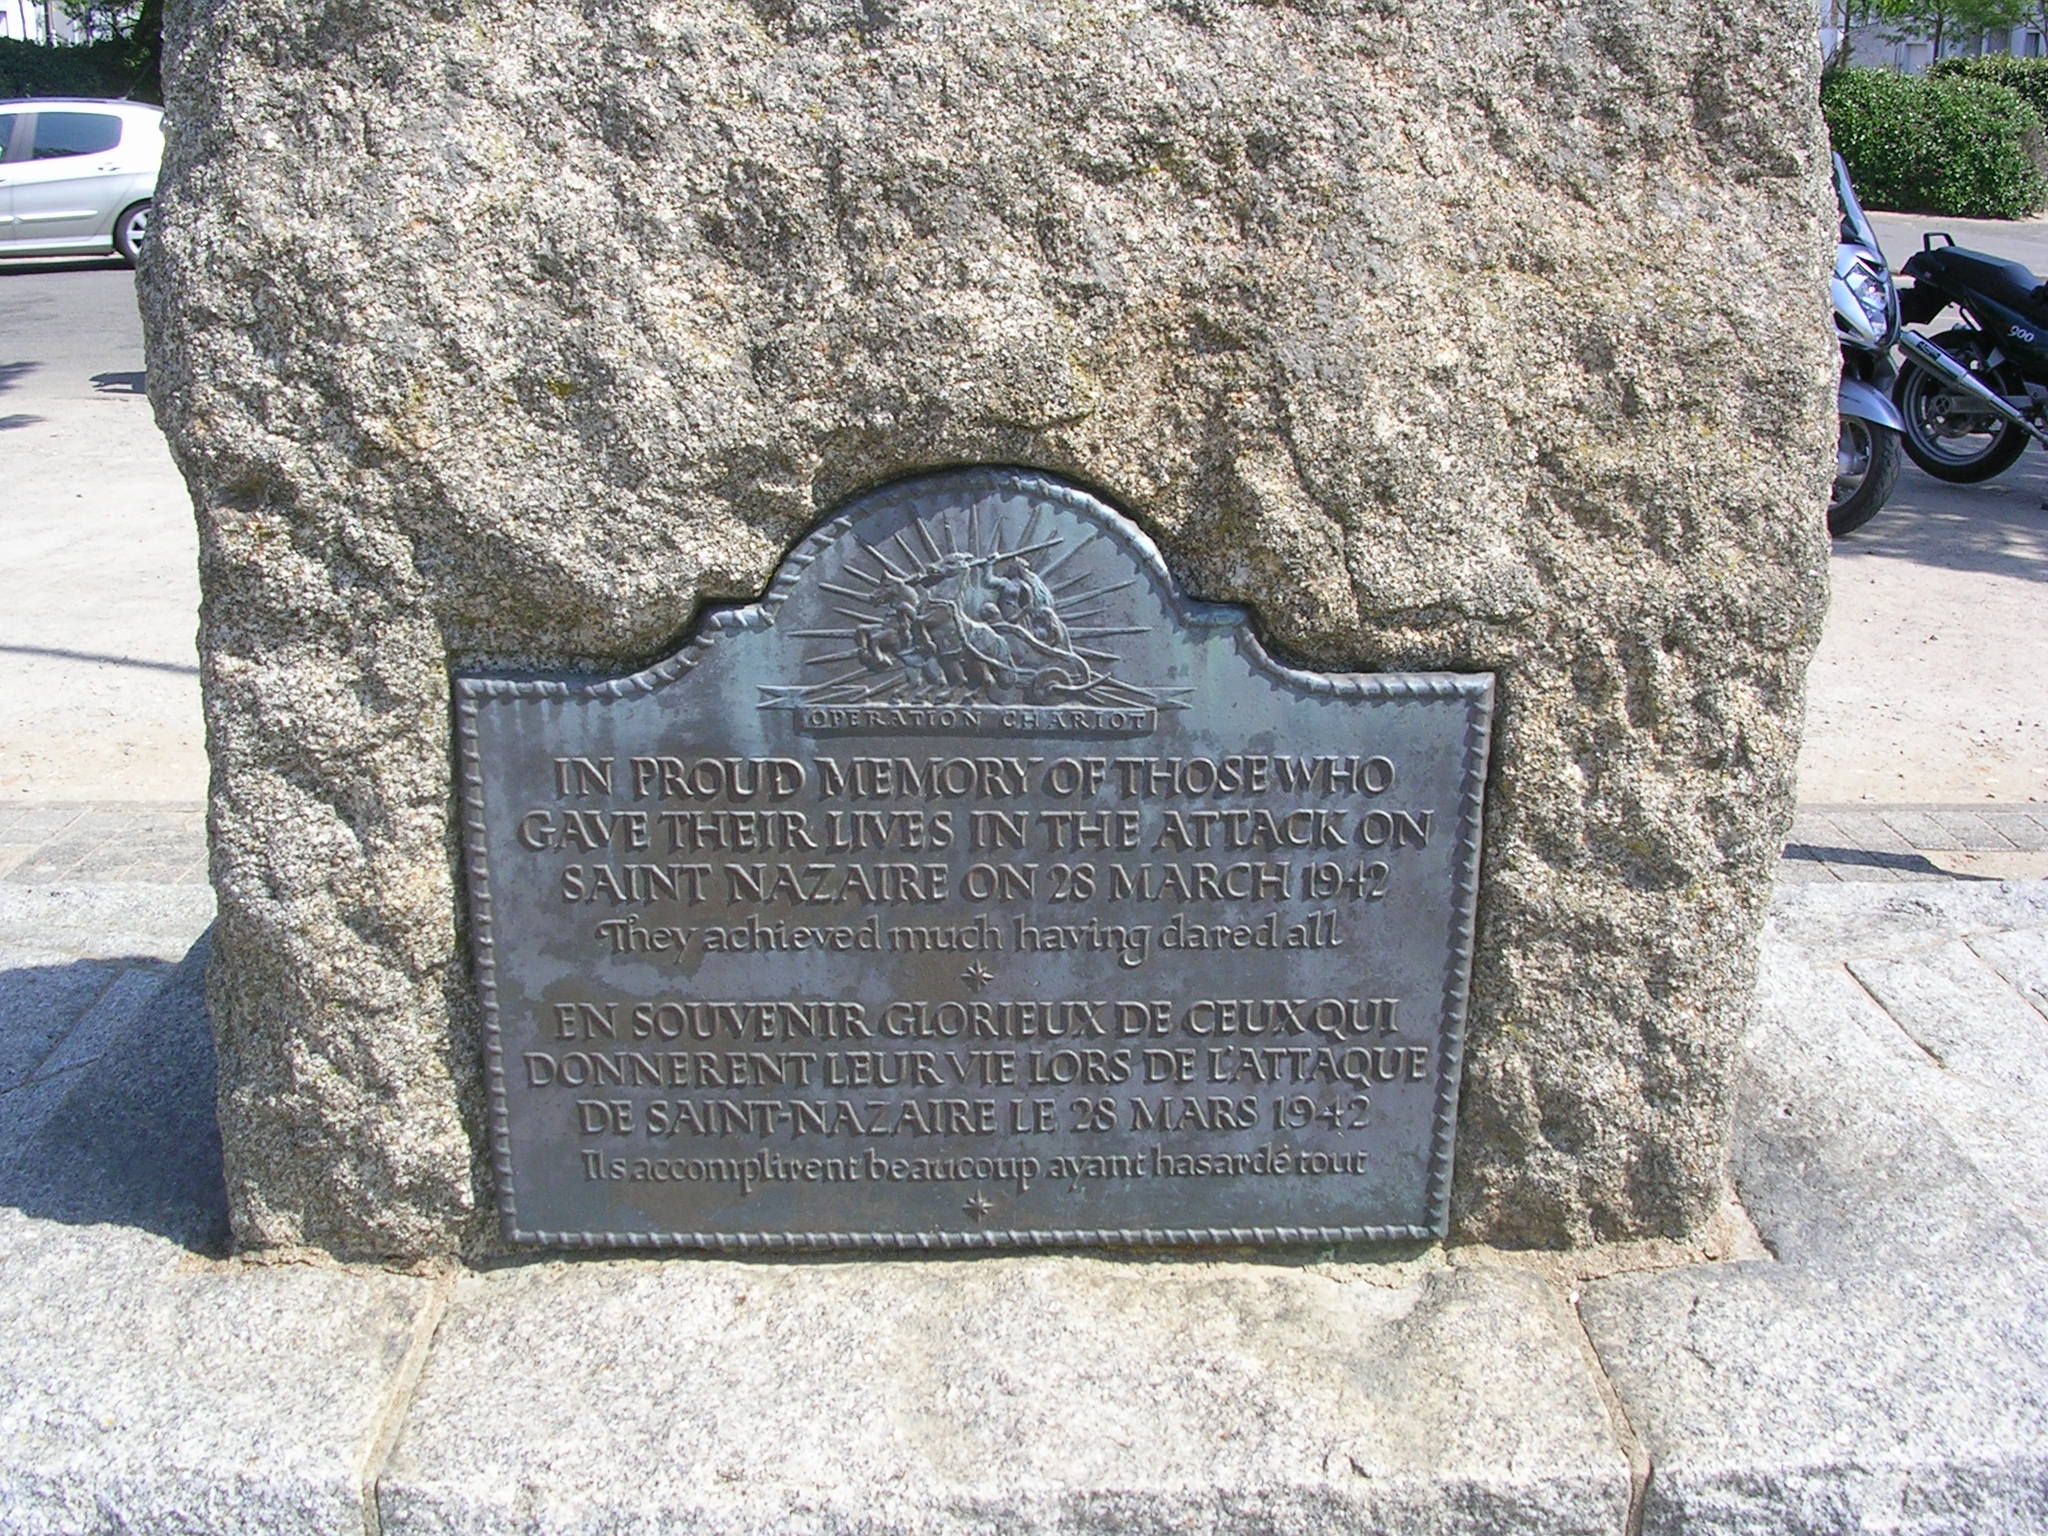 OPERATION CHARIOT
IN PROUD MEMORY OF THOSE WHO
GAVE THEIR LIVES IN THE ATTACK ON
SAINT NAZAIRE ON 28 MARCH 1942
They achieved much having dared all
EN SOUVENIR GLORIEUX DE CEUX QUI
DONNERENT LEUR VIE LORS DE L'ATTAQUE
DE SAINT-NAZAIRE LE 28 MARS 1942
Ils accomplirent beaucoup ayant hasardé tout
900